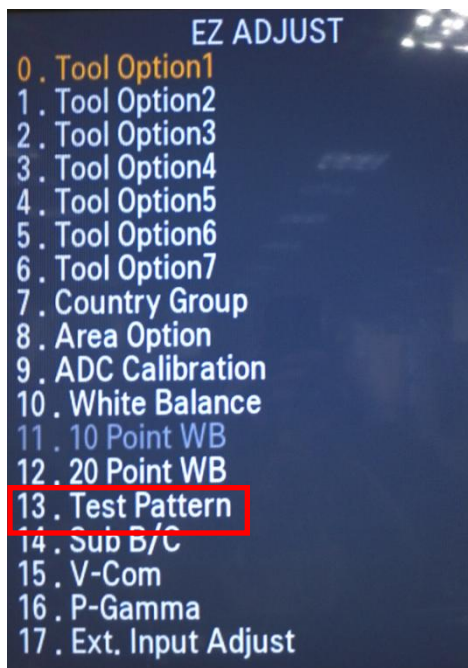 EZ ADJUST
0 . Tool Option1
1 . Tool Option2
2 . Tool Option3
3 . Tool Option4
4 . Tool Option5
5 . Tool Option6
6 . Tool Option7
7 . Country Group
8 . Area Option
9 . ADC Calibration
10 . White Balance
11 . 10 Point WB
12 . 20 Point WB
13 . Test Pattern
14 . Sub B/C
15 . V-Com
16 . P-Gamma
17 . Ext. Input Adjust